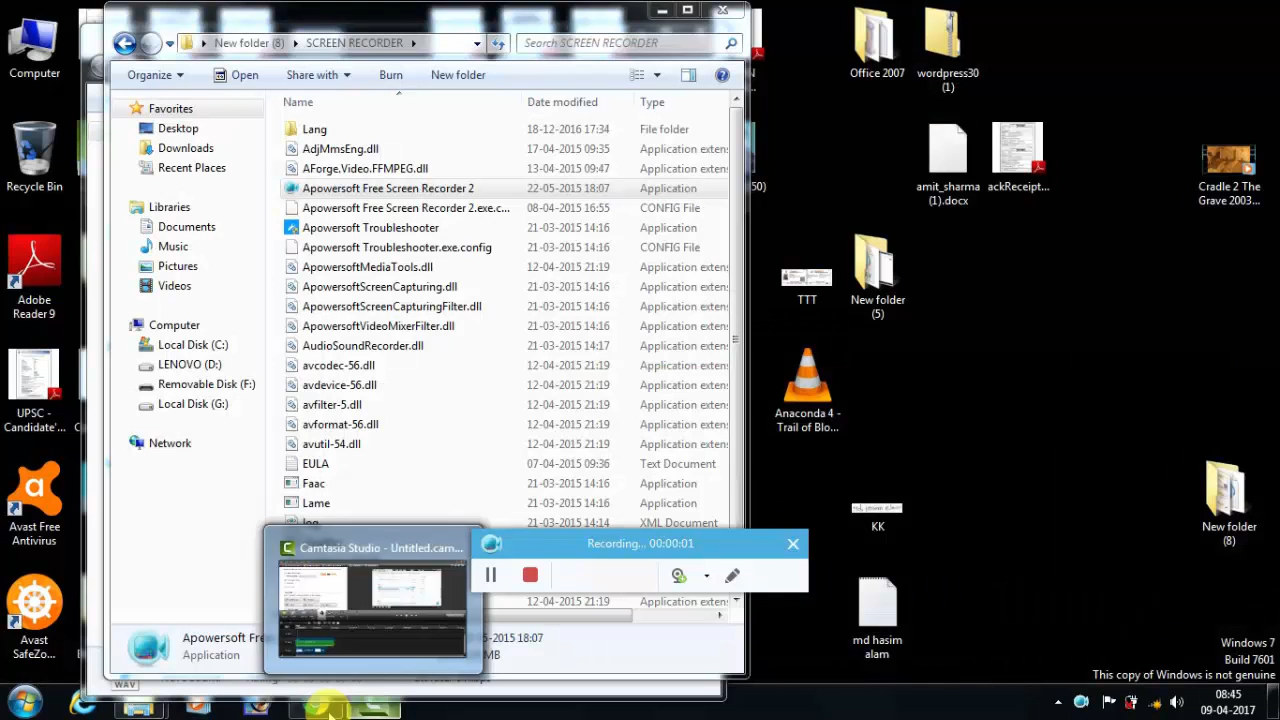 New folder (8) SCREEN RECORDER
Search SCREEN RECORDER
Organize Open Share with Burn New folder
Favorites
Desktop
Downloads
Recent Places
Libraries
Documents
Music
Pictures
Videos
Computer
Local Disk (C:)
LENOVO (D:)
Removable Disk (F:)
Local Disk (G:)
Network
Name Date modified Type
Lang 18-12-2016 17:34 File folder
AdjMmsEng.dll 17-04-2015 09:35 Application exten
AForge.Video.FFMPEG.dll 13-04-2015 09:47 Application exten
Apowersoft Free Screen Recorder 2 22-05-2015 18:07 Application
Apowersoft Free Screen Recorder 2.exe.c... 08-04-2015 16:55 CONFIG File
Apowersoft Troubleshooter 21-03-2015 14:16 Application
Apowersoft Troubleshooter.exe.config 21-03-2015 14:16 CONFIG File
ApowersoftMediaTools.dll 12-04-2015 21:19 Application exten
ApowersoftScreenCapturing.dll 21-03-2015 14:16 Application exten
ApowersoftScreenCapturingFilter.dll 21-03-2015 14:16 Application exten
ApowersoftVideoMixerFilter.dll 21-03-2015 14:16 Application exten
AudioSoundRecorder.dll 21-03-2015 14:17 Application exten
avcodec-56.dll 12-04-2015 21:19 Application exten
avdevice-56.dll 12-04-2015 21:19 Application exten
avfilter-5.dll 12-04-2015 21:19 Application exten
avformat-56.dll 12-04-2015 21:19 Application exten
avutil-54.dll 12-04-2015 21:19 Application exten
EULA 07-04-2015 09:36 Text Document
Faac 21-03-2015 14:16 Application
Lame 21-03-2015 14:16 Application
21-03-2015 14:14 XML Document
12-04-2015 21:19 Application exten
Camtasia Studio - Untitled.cam...
Recording... 00:00:01
Apowersoft Fre
Application
-05-2015 18:07
MB
WAV
Computer
Recycle Bin
Adobe
Reader 9
UPSC -
Candidate'...
Avast Free
Antivirus
Avast
SafeZo...
Office 2007
wordpress30
(1)
amit_sharma
(1).docx
ackReceipt...
Cradle 2 The
Grave 2003...
TTT
New folder
(5)
Anaconda 4 -
Trail of Blo...
KK
New folder
(8)
md hasim
alam
Windows 7
Build 7601
This copy of Windows is not genuine
08:45
09-04-2017